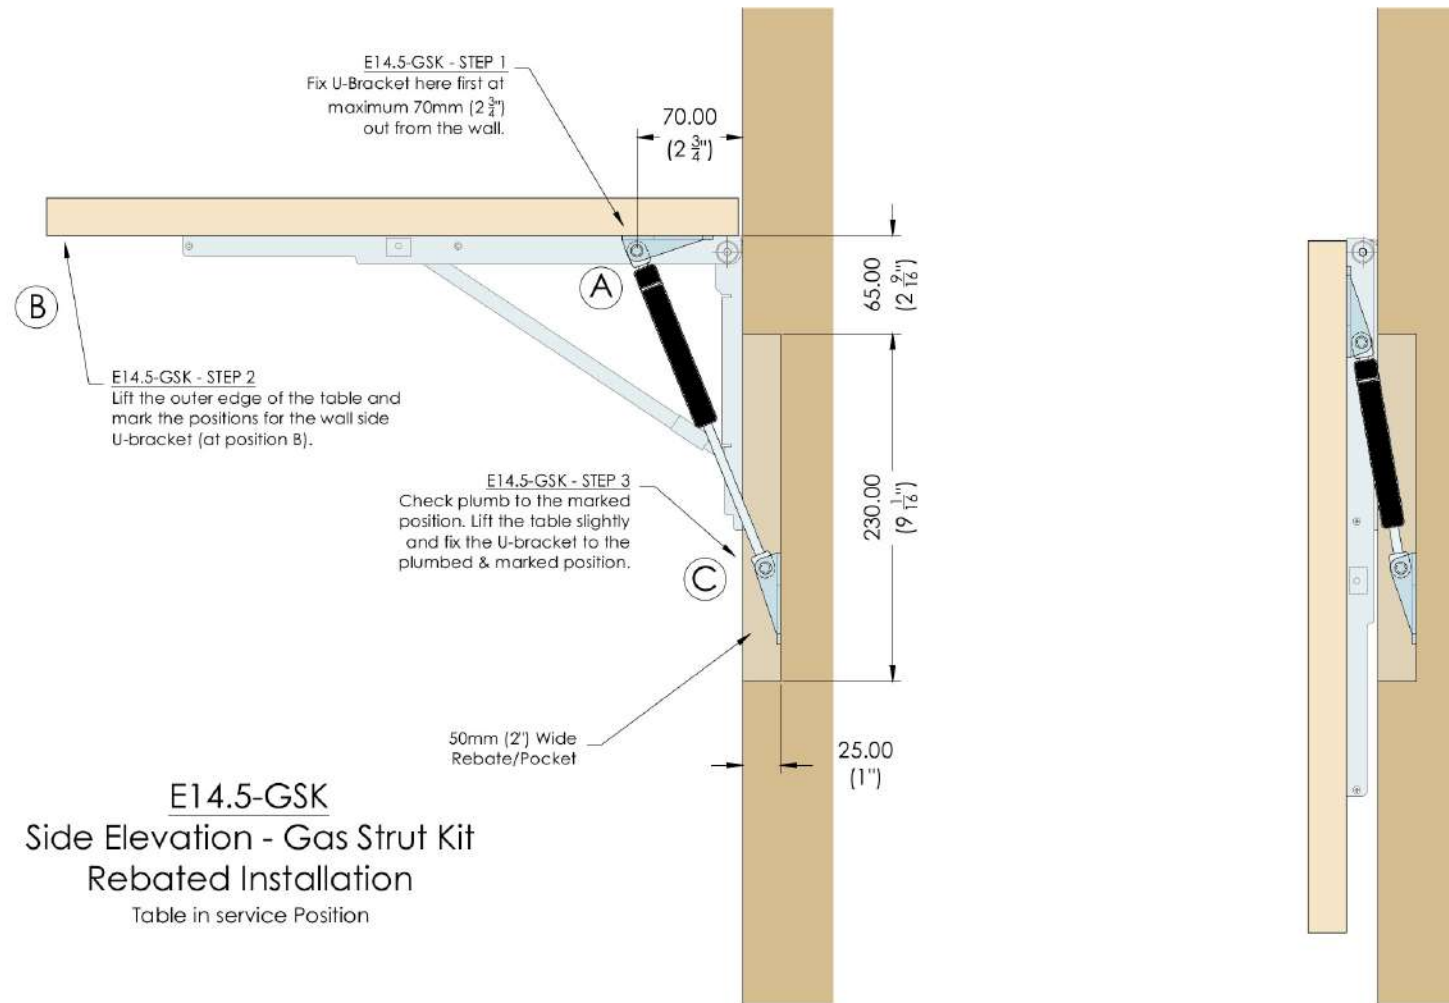 E14.5-GSK - STEP 1
Fix U-Bracket here first at
maximum 70mm (2 3/4")
out from the wall.
70.00
(2 3/4")
A
B
65.00
(2 9/16")
E14.5-GSK - STEP 2
Lift the outer edge of the table and
mark the positions for the wall side
U-bracket (at position B).
E14.5-GSK - STEP 3
Check plumb to the marked
position. Lift the table slightly
and fix the U-bracket to the
plumbed & marked position.
C
230.00
(9 1/16")
50mm (2") Wide
Rebate/Pocket
25.00
(1")
E14.5-GSK
Side Elevation - Gas Strut Kit
Rebated Installation
Table in service Position